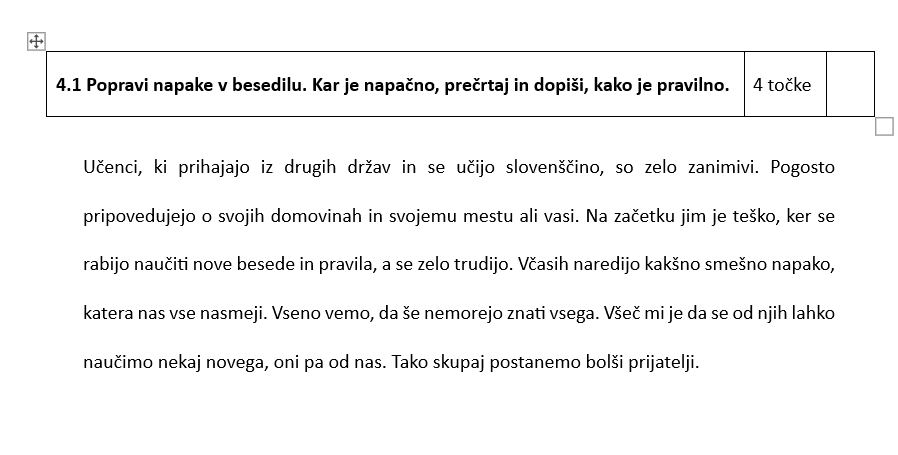 4.1 Popravi napake v besedilu. Kar je napačno, prečrtaj in dopiši, kako je pravilno. 4 točke
Učenci, ki prihajajo iz drugih držav in se učijo slovenščino, so zelo zanimivi. Pogosto
pripovedujejo o svojih domovinah in svojemu mestu ali vasi. Na začetku jim je teško, ker se
rabijo naučiti nove besede in pravila, a se zelo trudijo. Včasih naredijo kakšno smešno napako,
katera nas vse nasmeji. Vseno vemo, da še nemorejo znati vsega. Všeč mi je da se od njih lahko
naučimo nekaj novega, oni pa od nas. Tako skupaj postanemo bolši prijatelji.